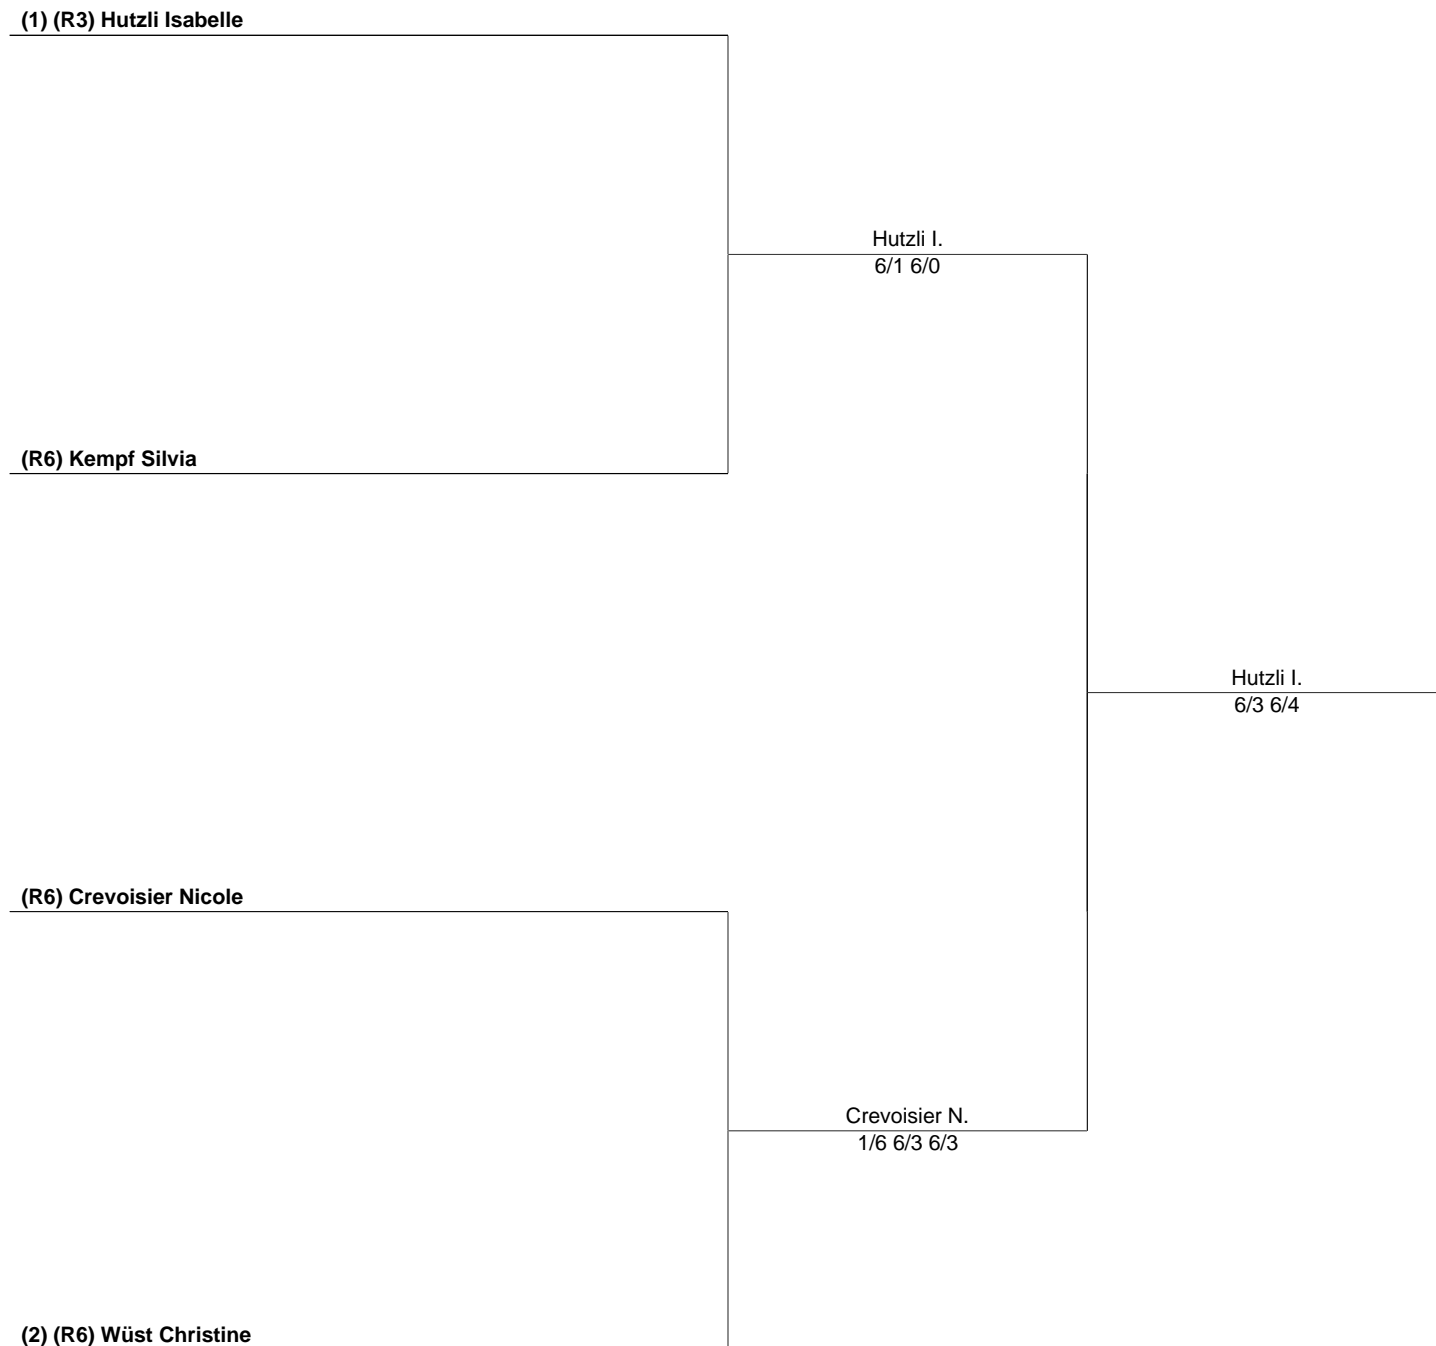 (1) (R3) Hutzli Isabelle
Hutzli I.
6/1 6/0
(R6) Kempf Silvia
Hutzli I.
6/3 6/4
(R6) Crevoisier Nicole
Crevoisier N.
1/6 6/3 6/3
(2) (R6) Wüst Christine